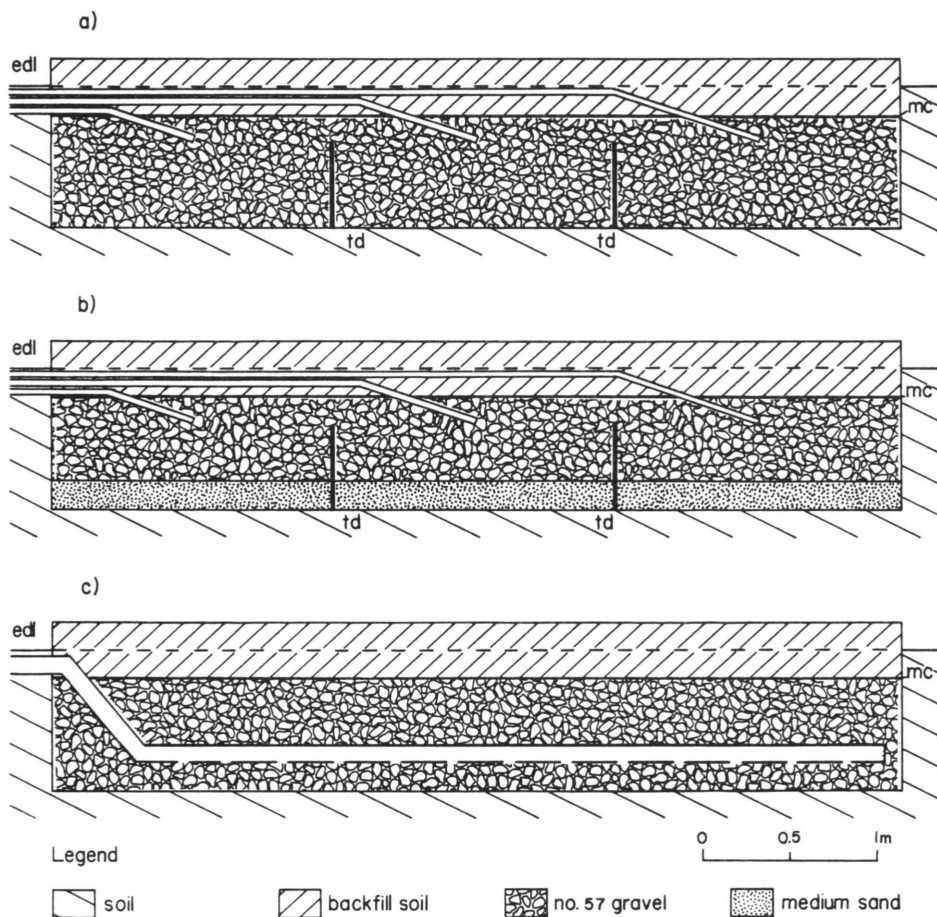 a)
edl
mc
td td
b)
edl
mc
td td
c)
edl
mc
0 0.5 1m
Legend
soil backfill soil no. 57 gravel medium sand